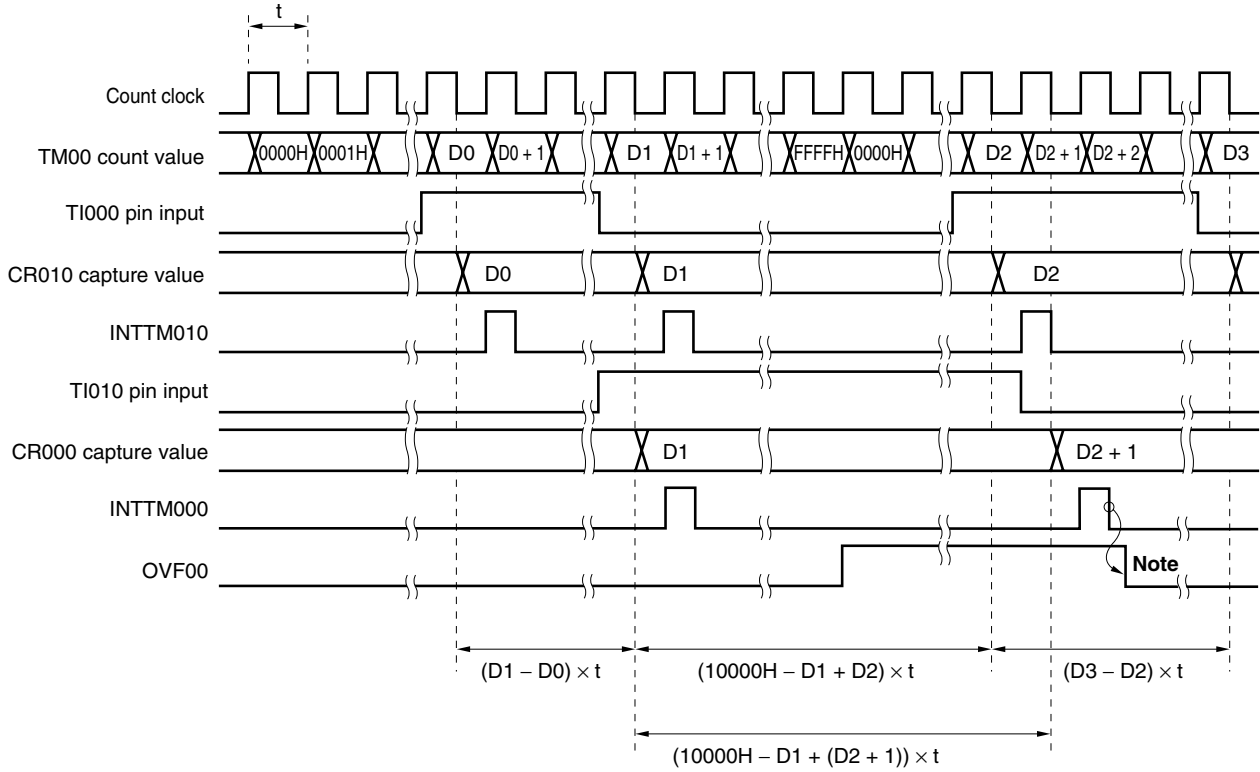 t
Count clock
TM00 count value 0000H 0001H D0 D0 + 1 D1 D1 + 1 FFFFH 0000H D2 D2 + 1 D2 + 2 D3
TI000 pin input
CR010 capture value D0 D1 D2
INTTM010
TI010 pin input
CR000 capture value D1 D2 + 1
INTTM000
OVF00 Note
(D1 − D0) × t (10000H − D1 + D2) × t (D3 − D2) × t
(10000H − D1 + (D2 + 1)) × t